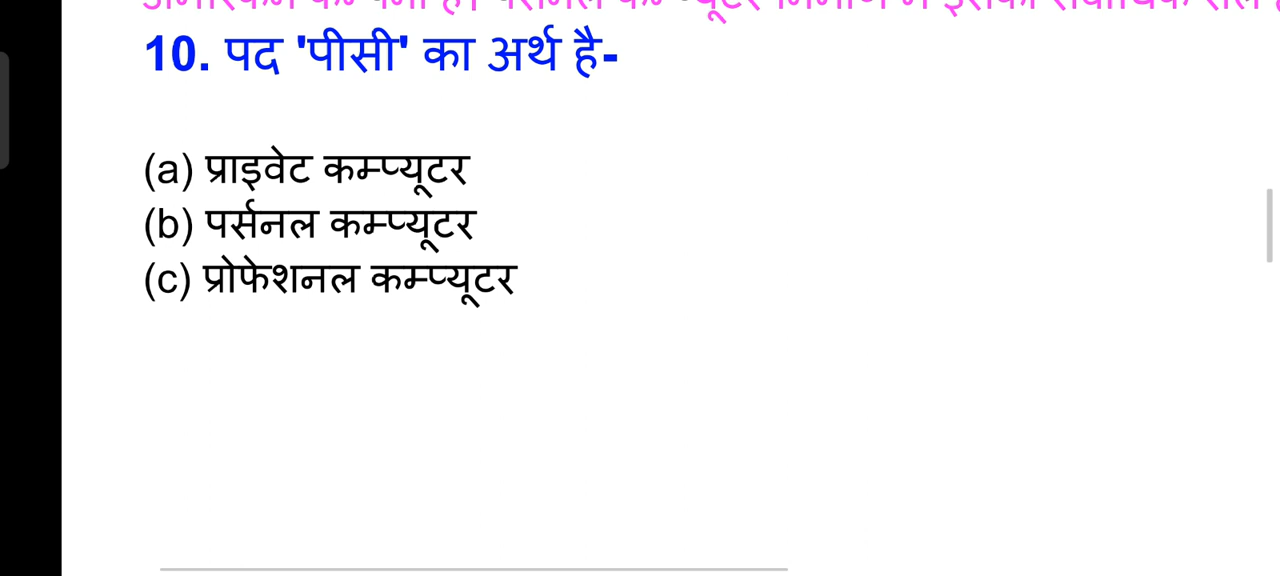 10. पद 'पीसी' का अर्थ है-
(a) प्राइवेट कम्प्यूटर
(b) पर्सनल कम्प्यूटर
(c) प्रोफेशनल कम्प्यूटर